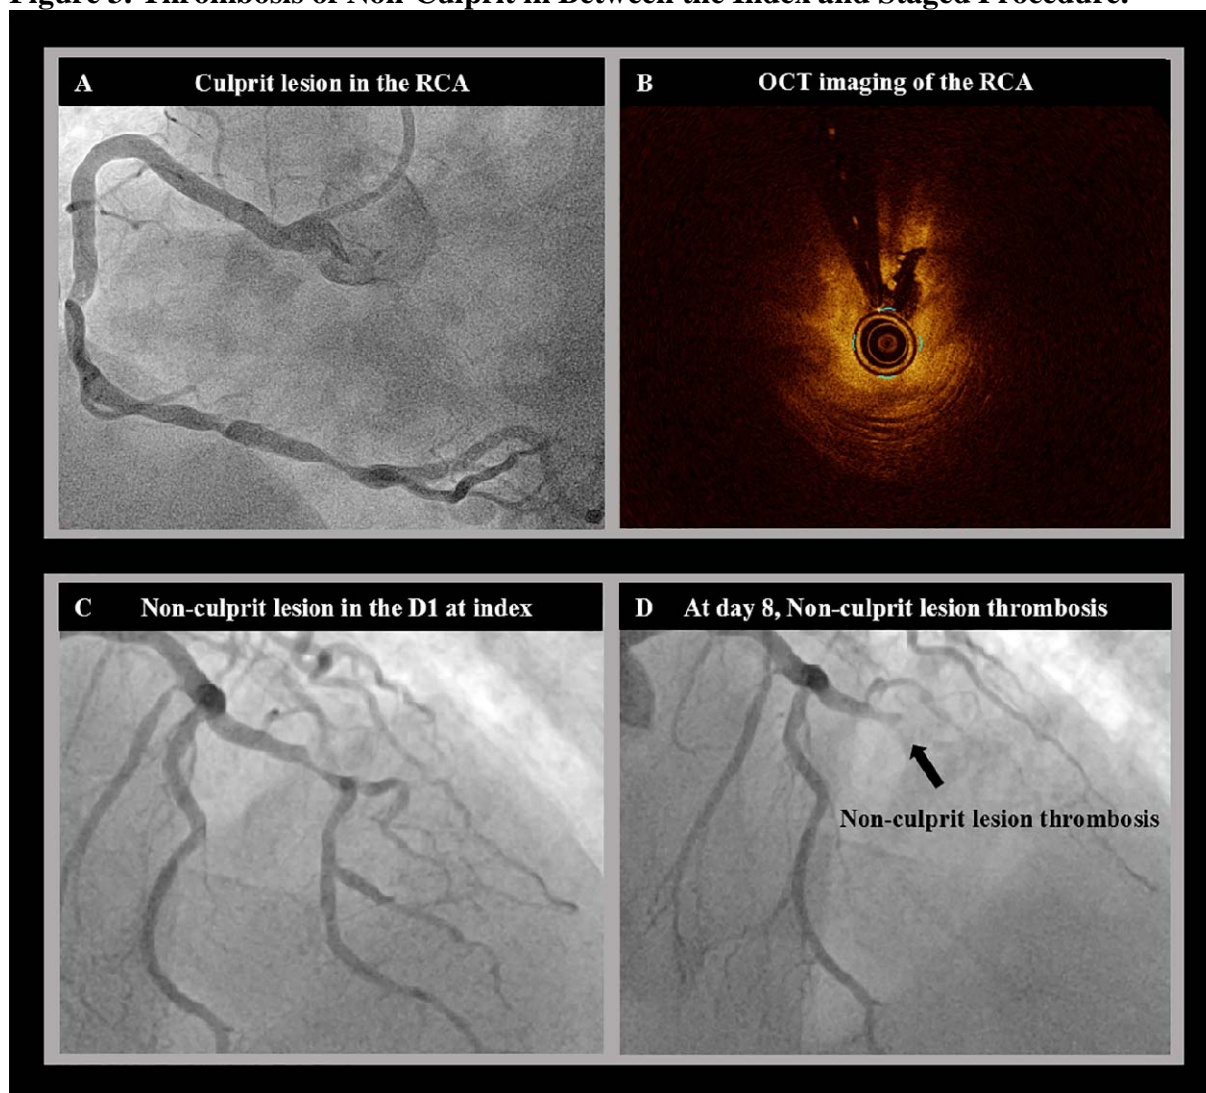 Figure 3: Thrombosis of Non-Culprit in Between the Index and Staged Procedure.
A Culprit lesion in the RCA
B OCT imaging of the RCA
C Non-culprit lesion in the D1 at index
D At day 8, Non-culprit lesion thrombosis
Non-culprit lesion thrombosis